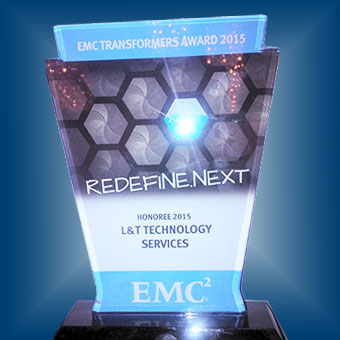 EMC TRANSFORMERS AWARD 2015
REDEFINE.NEXT
HONOREE 2015
L&T TECHNOLOGY
SERVICES
EMC²